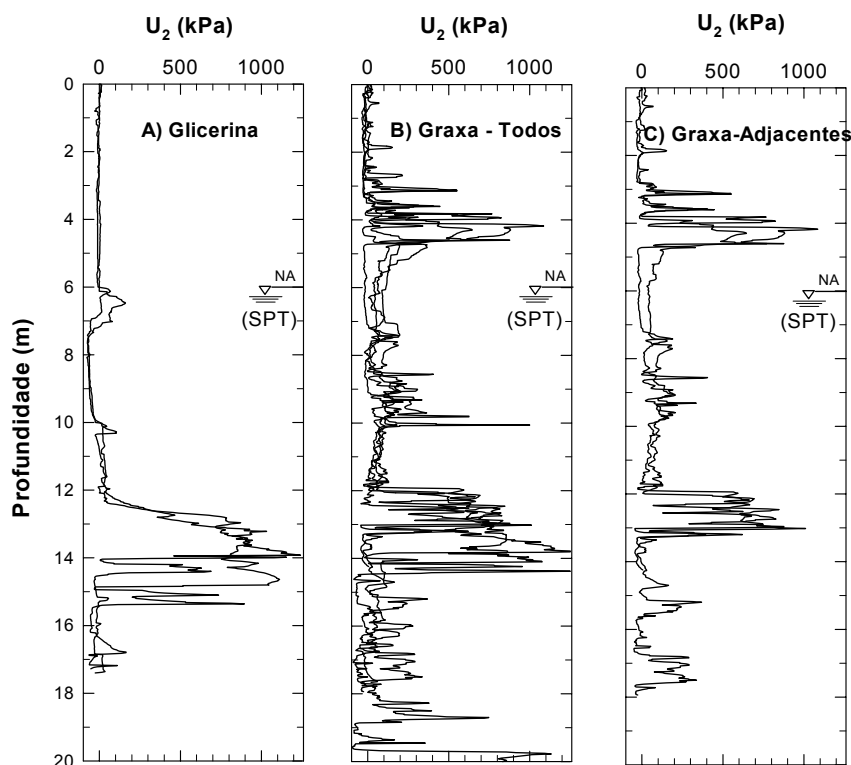 U2 (kPa)
U2 (kPa)
U2 (kPa)
0 500 1000
0 500 1000
0 500 1000
0
2
4
6
8
10
12
14
16
18
20
Profundidade (m)
A) Glicerina
B) Graxa - Todos
C) Graxa-Adjacentes
NA
(SPT)
NA
(SPT)
NA
(SPT)